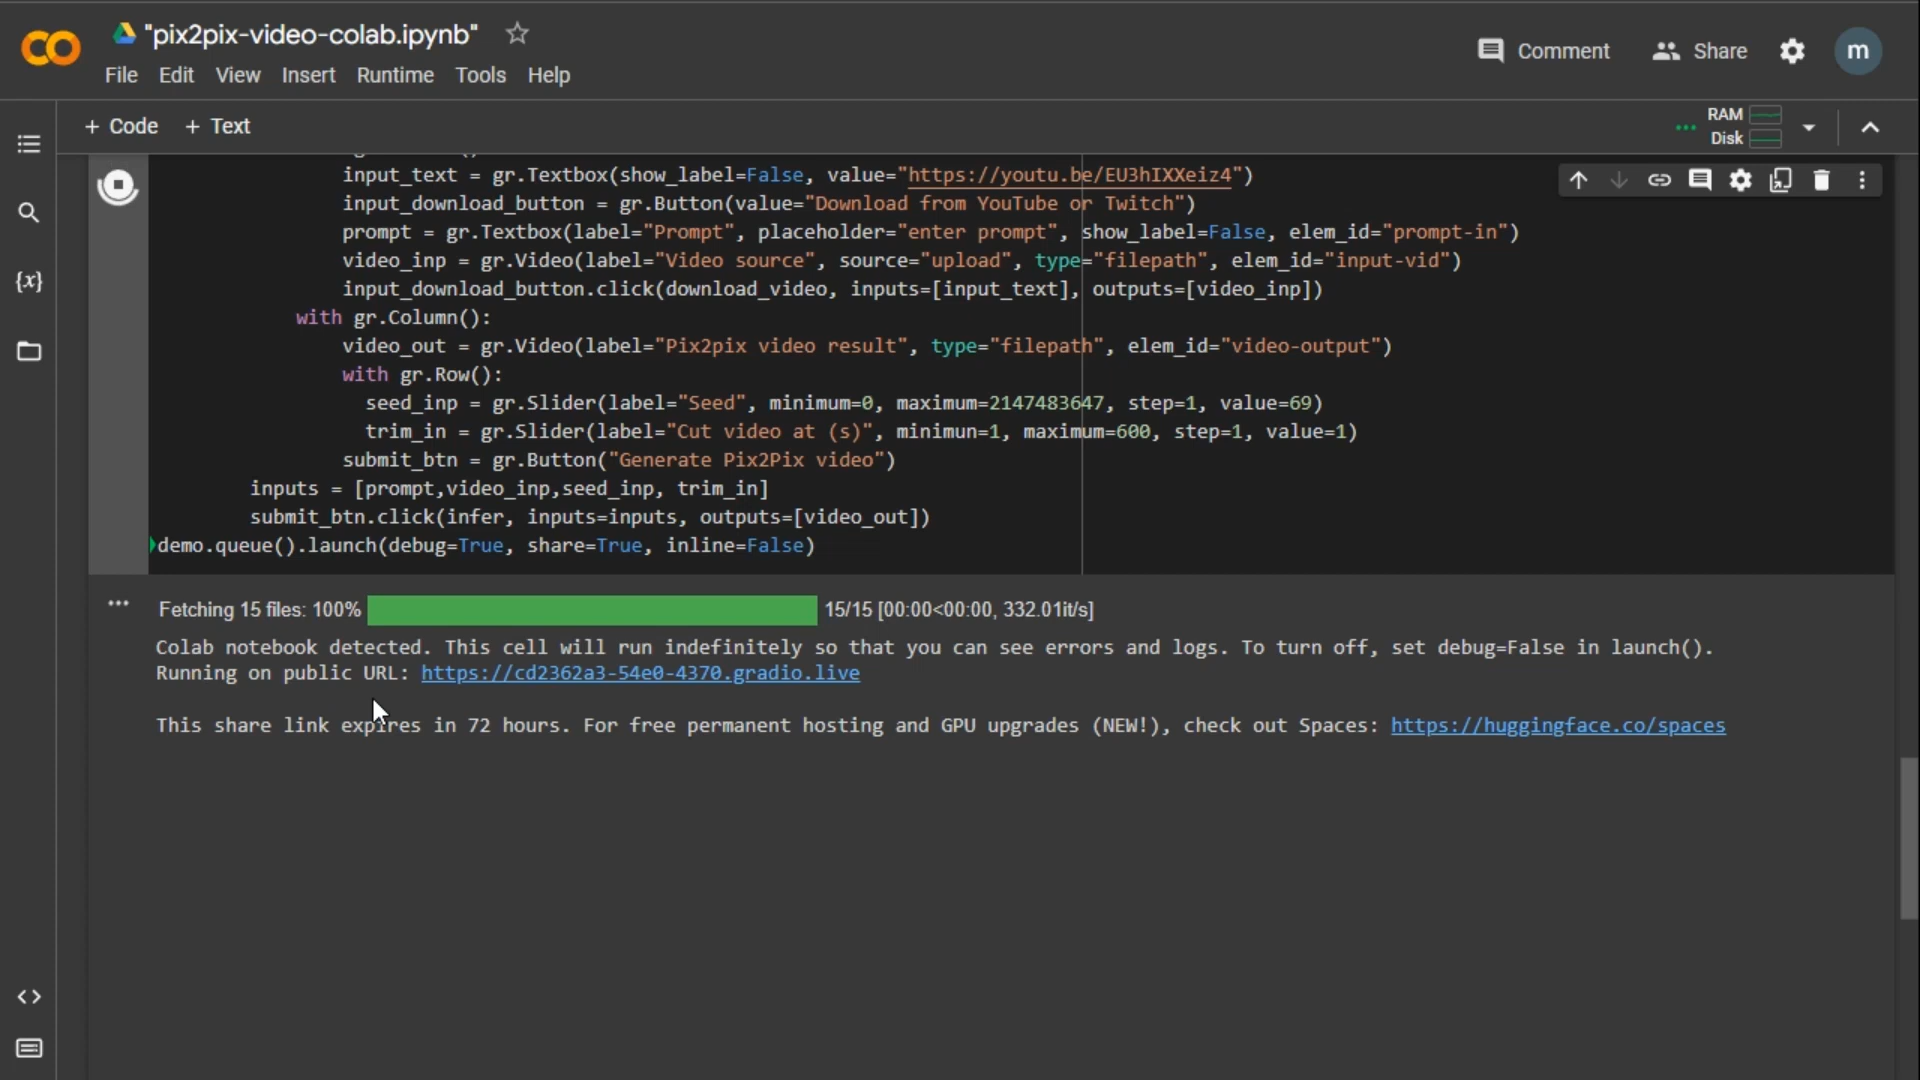 "pix2pix-video-colab.ipynb"
File Edit View Insert Runtime Tools Help
Comment Share m
+ Code + Text
RAM
Disk
input_text = gr.Textbox(show_label=False, value="https://youtu.be/EU3hIXXeiz4")
input_download_button = gr.Button(value="Download from YouTube or Twitch")
prompt = gr.Textbox(label="Prompt", placeholder="enter prompt", show_label=False, elem_id="prompt-in")
video_inp = gr.Video(label="Video source", source="upload", type="filepath", elem_id="input-vid")
input_download_button.click(download_video, inputs=[input_text], outputs=[video_inp])
with gr.Column():
video_out = gr.Video(label="Pix2pix video result", type="filepath", elem_id="video-output")
with gr.Row():
seed_inp = gr.Slider(label="Seed", minimum=0, maximum=2147483647, step=1, value=69)
trim_in = gr.Slider(label="Cut video at (s)", minimun=1, maximum=600, step=1, value=1)
submit_btn = gr.Button("Generate Pix2Pix video")
inputs = [prompt,video_inp,seed_inp, trim_in]
submit_btn.click(infer, inputs=inputs, outputs=[video_out])
demo.queue().launch(debug=True, share=True, inline=False)
Fetching 15 files: 100% 15/15 [00:00<00:00, 332.01it/s]
Colab notebook detected. This cell will run indefinitely so that you can see errors and logs. To turn off, set debug=False in launch().
Running on public URL: https://cd2362a3-54e0-4370.gradio.live
This share link expires in 72 hours. For free permanent hosting and GPU upgrades (NEW!), check out Spaces: https://huggingface.co/spaces